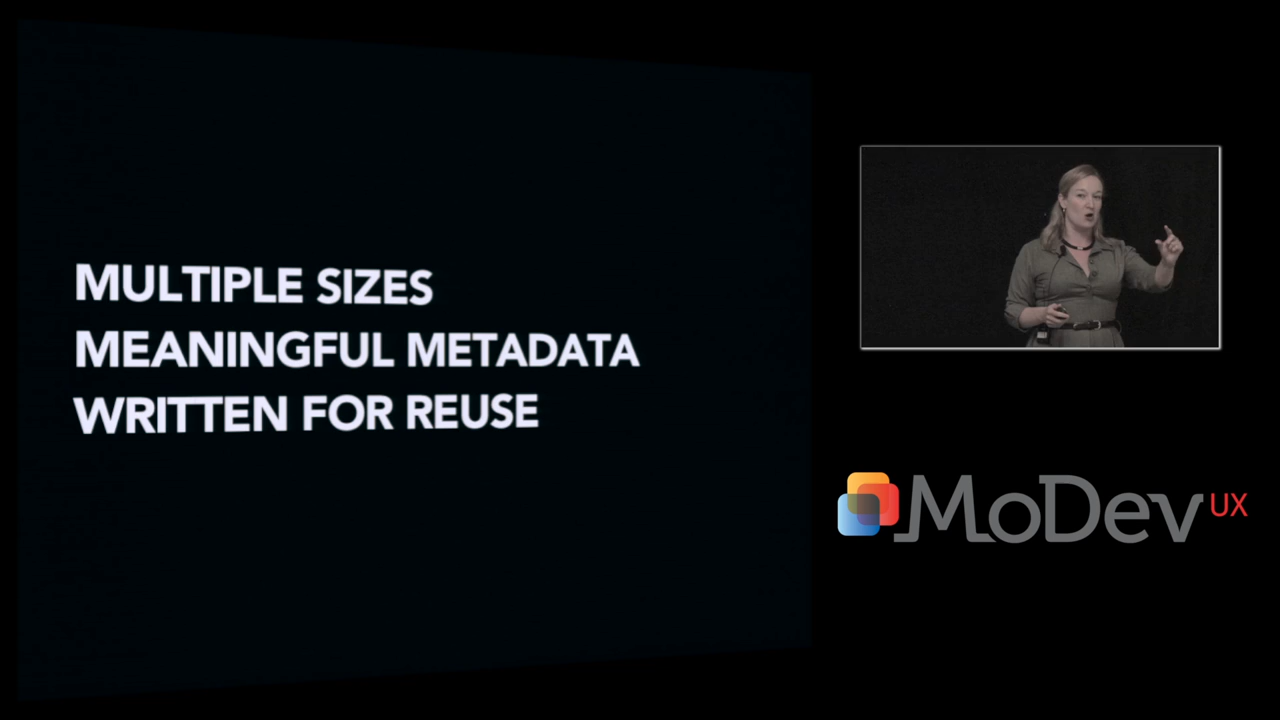 MULTIPLE SIZES
MEANINGFUL METADATA
WRITTEN FOR REUSE
MoDev UX